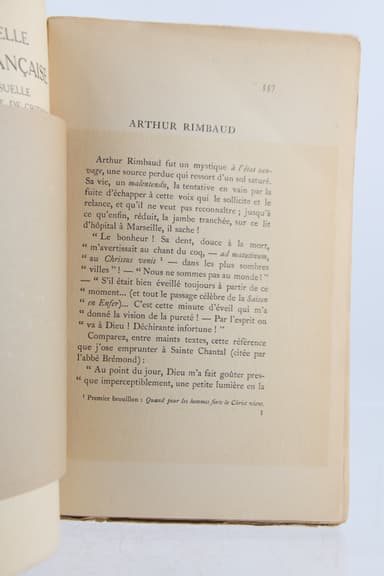 ELLE
NÇAISE
SUELLE
DE CRIT
557
ARTHUR RIMBAUD
Arthur Rimbaud fut un mystique à l'état sau-
vage, une source perdue qui ressort d'un sol saturé.
Sa vie, un malentendu, la tentative en vain par la
fuite d'échapper à cette voix qui le sollicite et le
relance, et qu'il ne veut pas reconnaître ; jusqu'à
ce qu'enfin, réduit, la jambe tranchée, sur ce lit
d'hôpital à Marseille, il sache !
“ Le bonheur ! Sa dent, douce à la mort,
“ m'avertissait au chant du coq, — ad matutinum,
“ au Christus venit ¹ — dans les plus sombres
“ villes ” ! — “ Nous ne sommes pas au monde ! ”
— “ S'il était bien éveillé toujours à partir de ce
“ moment... (et tout le passage célèbre de la Saison
“ en Enfer)... C'est cette minute d'éveil qui m'a
“ donné la vision de la pureté ! — Par l'esprit on
“ va à Dieu ! Déchirante infortune ! ”
Comparez, entre maints textes, cette référence
que j'ose emprunter à Sainte Chantal (citée par
l'abbé Brémond) :
“ Au point du jour, Dieu m'a fait goûter pres-
“ que imperceptiblement, une petite lumière en la
¹ Premier brouillon : Quand pour les hommes forts le Christ vient.
1